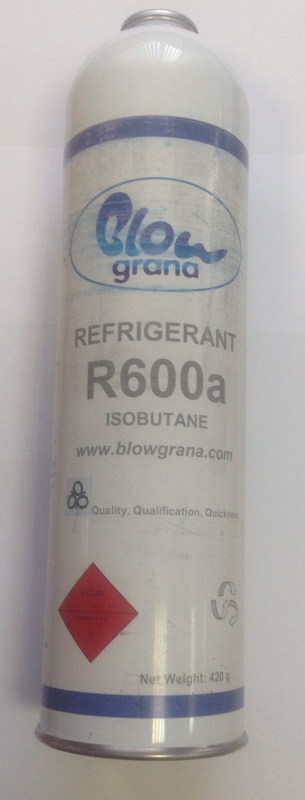 Blow
grana
REFRIGERANT
R600a
ISOBUTANE
www.blowgrana.com
Quality, Qualification, Quickness
Net Weight: 420 g